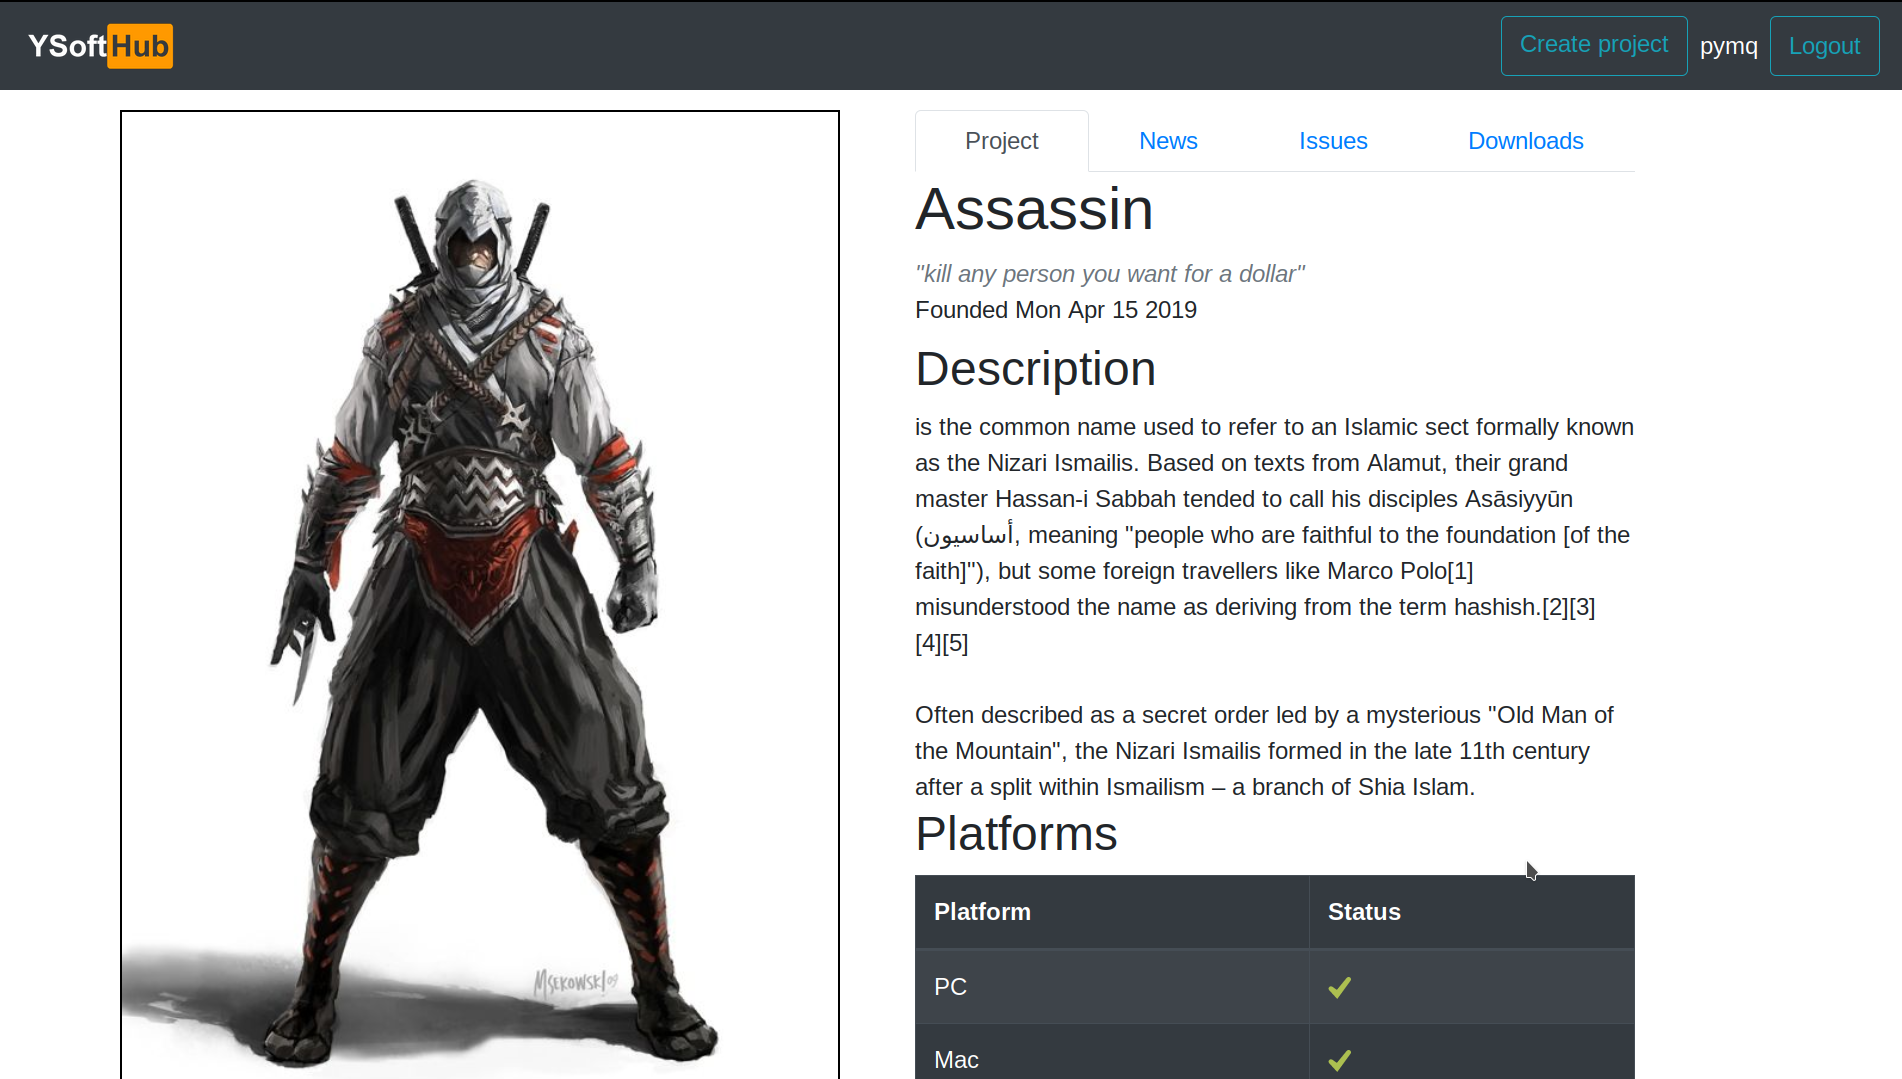 YSoftHub
Create project
pymq
Logout
Project
News
Issues
Downloads
Assassin
"kill any person you want for a dollar"
Founded Mon Apr 15 2019
Description
is the common name used to refer to an Islamic sect formally known
as the Nizari Ismailis. Based on texts from Alamut, their grand
master Hassan-i Sabbah tended to call his disciples Asāsiyyūn
(أساسيون, meaning "people who are faithful to the foundation [of the
faith]"), but some foreign travellers like Marco Polo[1]
misunderstood the name as deriving from the term hashish.[2][3]
[4][5]
Often described as a secret order led by a mysterious "Old Man of
the Mountain", the Nizari Ismailis formed in the late 11th century
after a split within Ismailism – a branch of Shia Islam.
Platforms
Platform
Status
PC
Mac
MSEKOWSKI 09